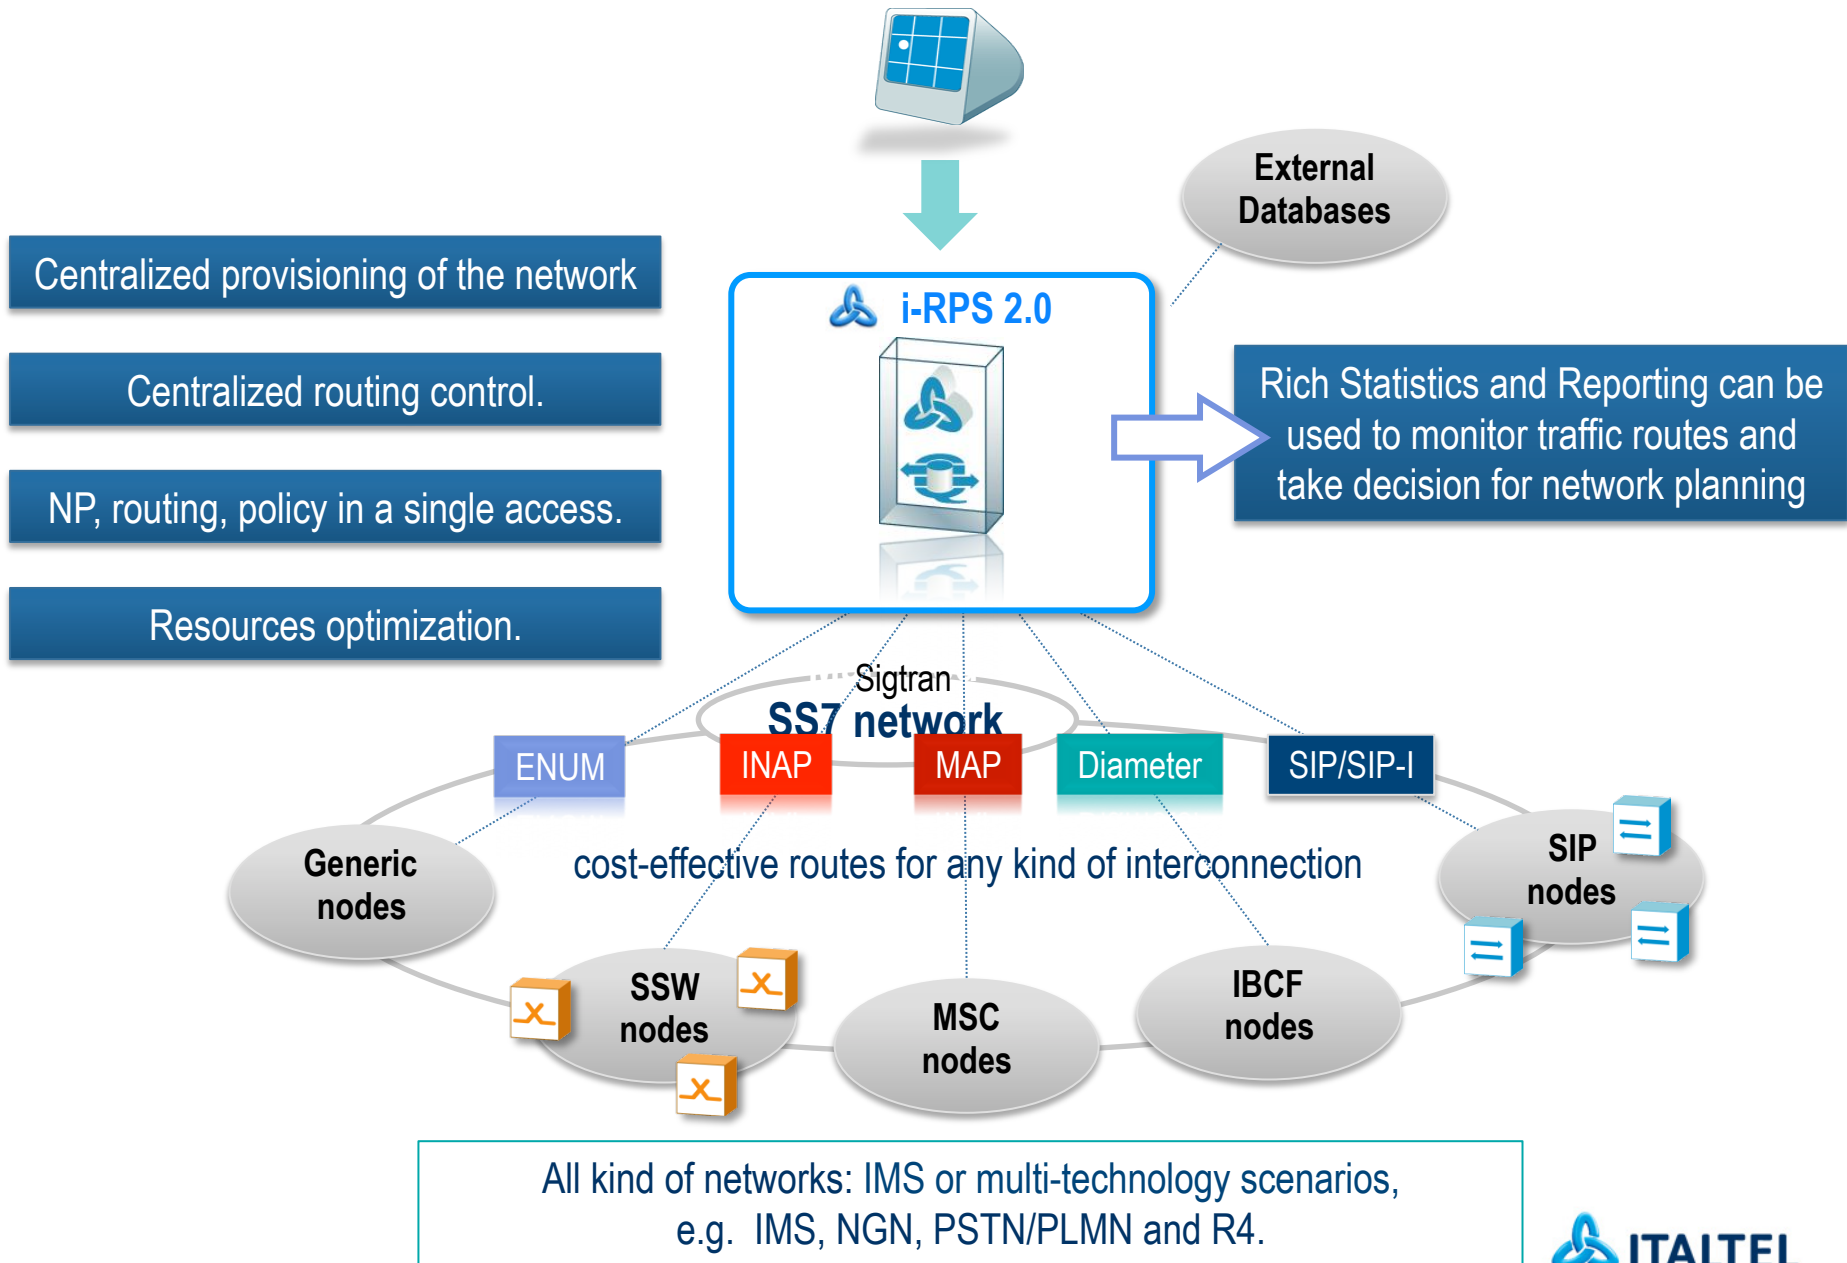 External
Databases
Centralized provisioning of the network
i-RPS 2.0
Centralized routing control.
Rich Statistics and Reporting can be
used to monitor traffic routes and
take decision for network planning
NP, routing, policy in a single access.
Resources optimization.
Sigtran
SS7 network
ENUM
INAP
MAP
Diameter
SIP/SIP-I
cost-effective routes for any kind of interconnection
Generic
nodes
SIP
nodes
SSW
nodes
MSC
nodes
IBCF
nodes
All kind of networks: IMS or multi-technology scenarios,
e.g. IMS, NGN, PSTN/PLMN and R4.
ITALTEL